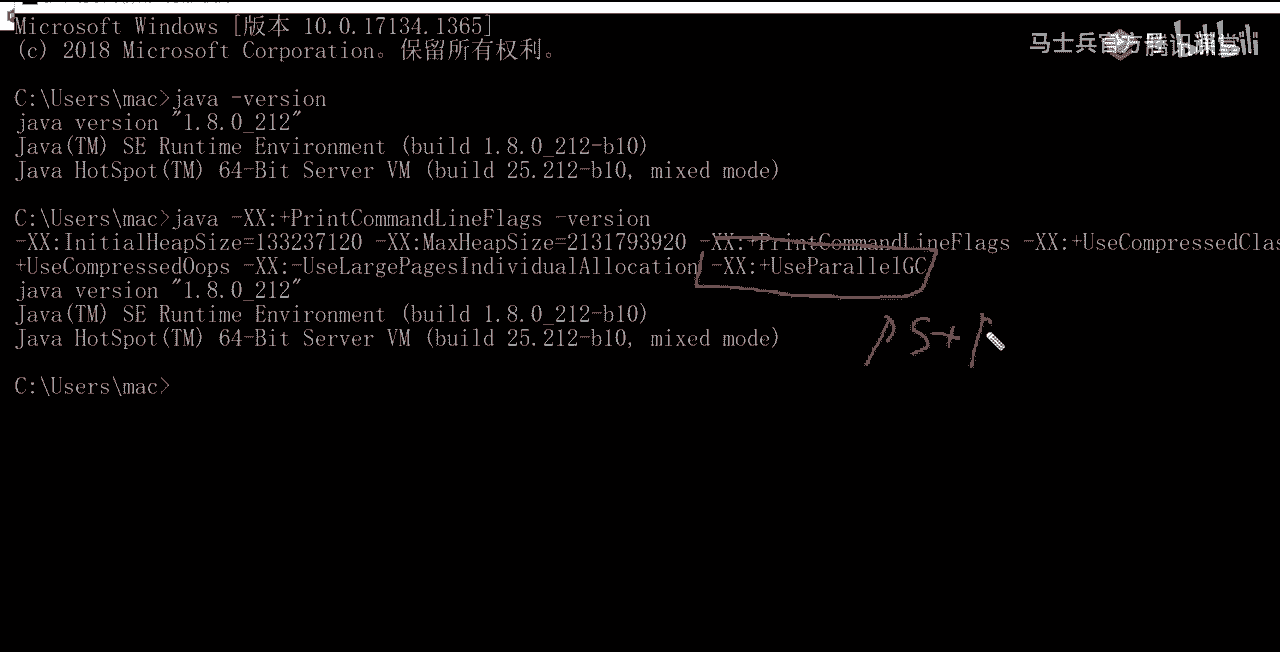 Microsoft Windows [版本 10.0.17134.1365]
(c) 2018 Microsoft Corporation。保留所有权利。
马士兵官方号 腾讯课堂 bilibili
C:\Users\mac>java -version
java version "1.8.0_212"
Java(TM) SE Runtime Environment (build 1.8.0_212-b10)
Java HotSpot(TM) 64-Bit Server VM (build 25.212-b10, mixed mode)
C:\Users\mac>java -XX:+PrintCommandLineFlags -version
-XX:InitialHeapSize=133237120 -XX:MaxHeapSize=2131793920 -XX:+PrintCommandLineFlags -XX:+UseCompressedClas
+UseCompressedOops -XX:-UseLargePagesIndividualAllocation -XX:+UseParallelGC
java version "1.8.0_212"
Java(TM) SE Runtime Environment (build 1.8.0_212-b10)
Java HotSpot(TM) 64-Bit Server VM (build 25.212-b10, mixed mode)
PS+
C:\Users\mac>